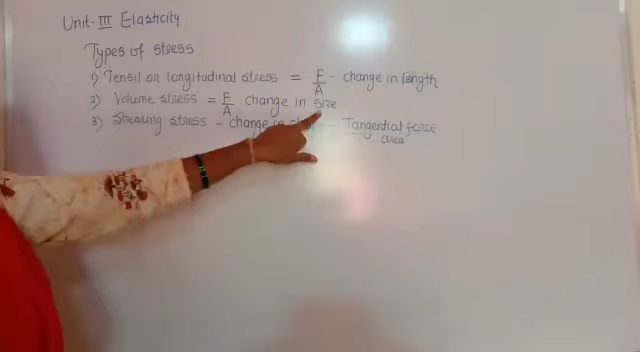 Unit-III Elasticity
Types of stress
1) Tensil or longitudinal stress = F/A - change in length
2) Volume stress = F/A change in size
3) Shearing stress - change in - Tangential force
area